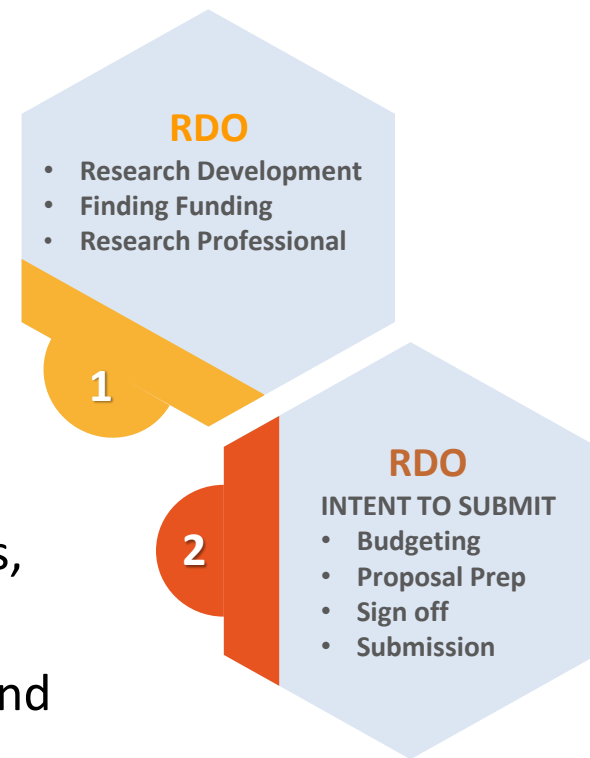 RDO
• Research Development
• Finding Funding
• Research Professional
1
RDO
INTENT TO SUBMIT
• Budgeting
• Proposal Prep
• Sign off
• Submission
2
s,
nd